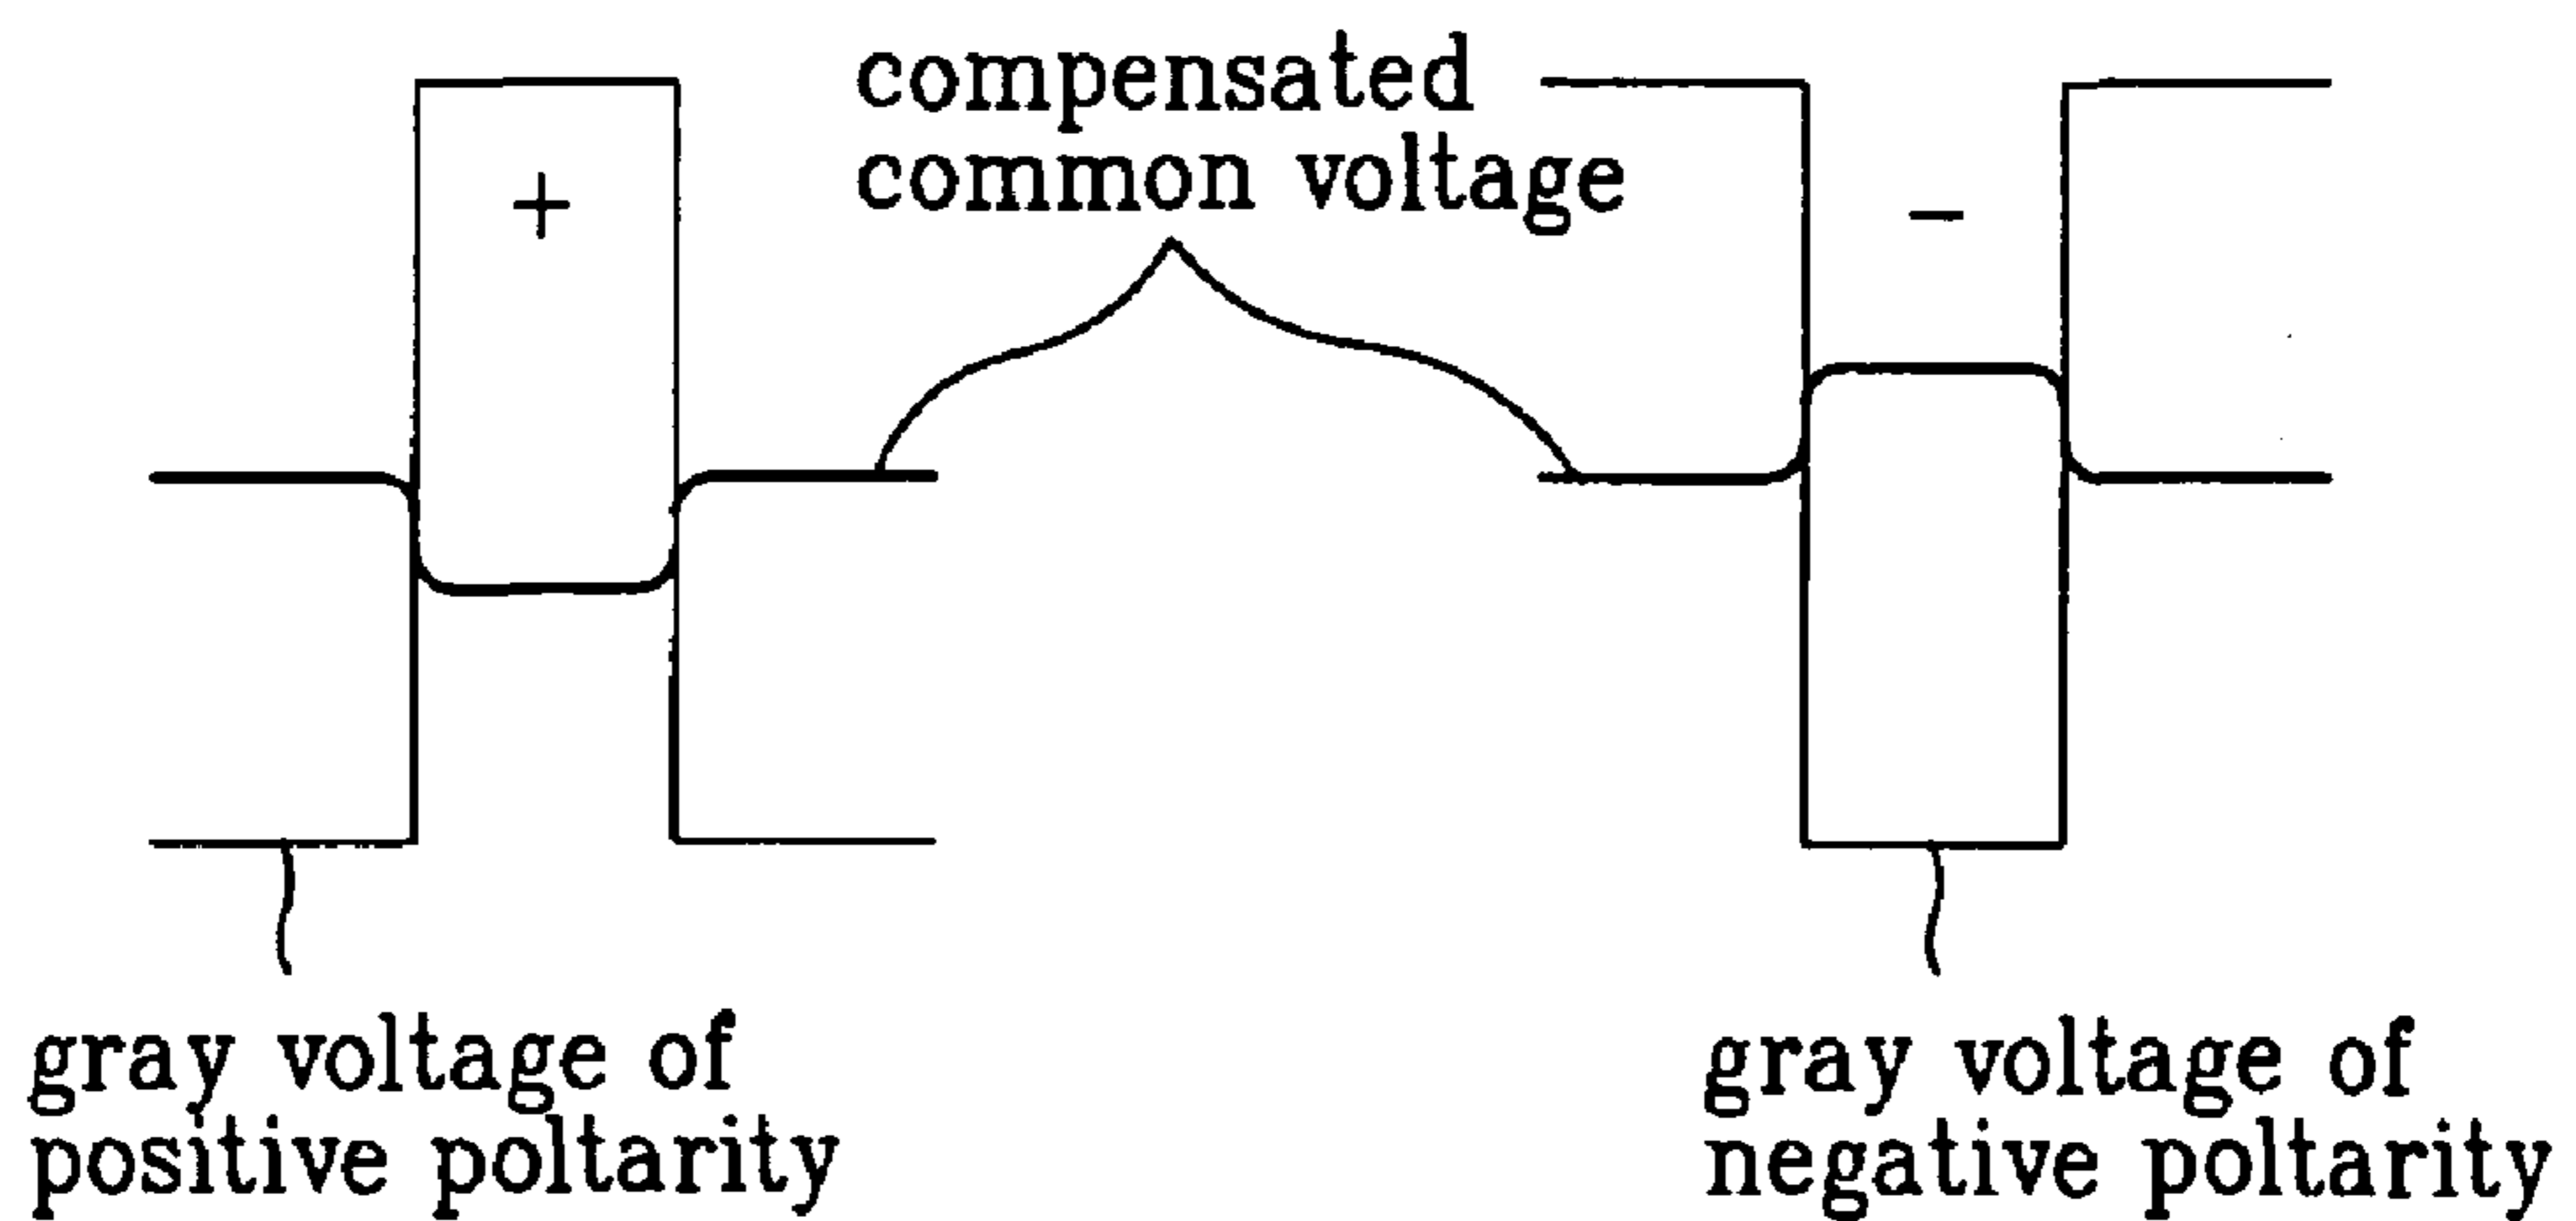 compensated
common voltage
+
−
gray voltage of
positive poltarity
gray voltage of
negative poltarity